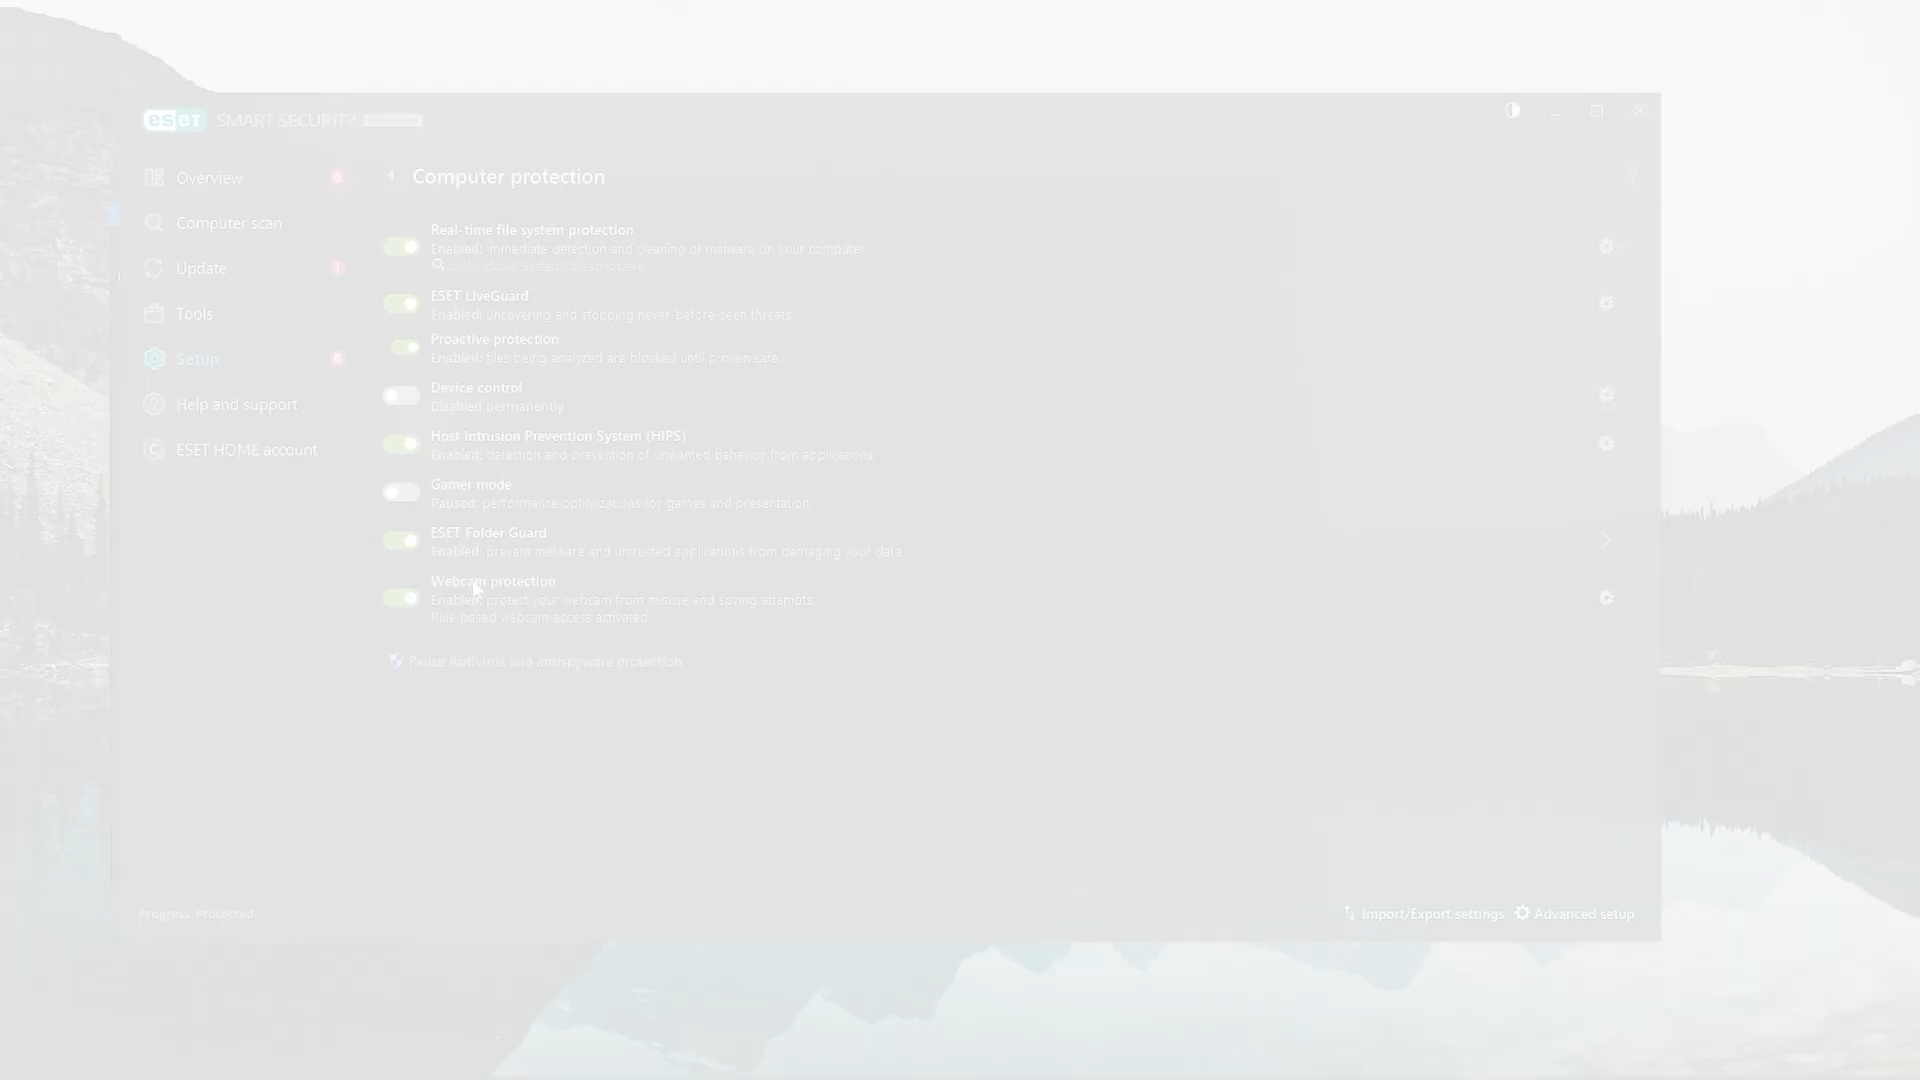 eset SMART SECURITY PREMIUM
Overview 6
Computer scan
Update 1
Tools
Setup 6
Help and support
ESET HOME account
Computer protection
?
Real-time file system protection
Enabled: immediate detection and cleaning of malware on your computer.
ESET LiveGuard
Enabled: uncovering and stopping never-before-seen threats.
Proactive protection
Enabled: files being analyzed are blocked until proven safe.
Device control
Disabled permanently
Host Intrusion Prevention System (HIPS)
Enabled: detection and prevention of unwanted behavior from applications.
Gamer mode
Paused: performance optimizations for games and presentation.
ESET Folder Guard
Enabled: prevent malware and untrusted applications from damaging your data.
Webcam protection
Enabled: protect your webcam from misuse and spying attempts.
Rule based webcam access activated
Pause Antivirus and antispyware protection
Progress. Protected.
Import/Export settings Advanced setup